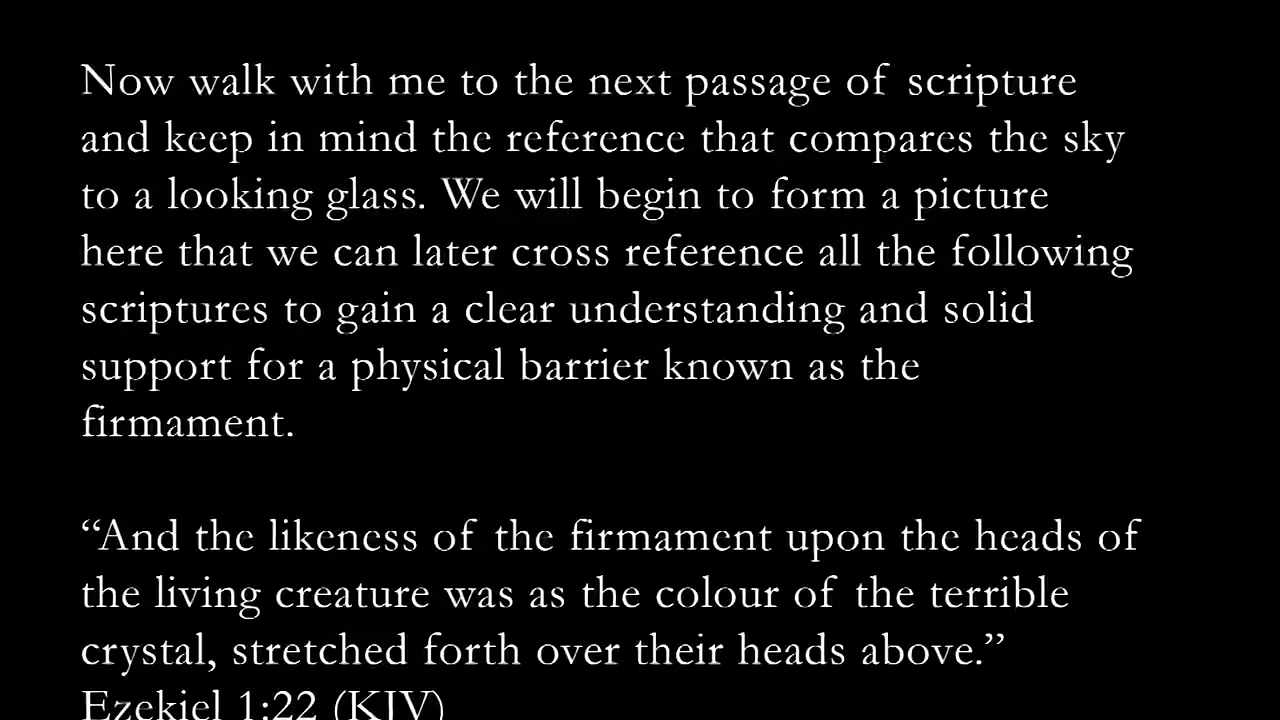 Now walk with me to the next passage of scripture
and keep in mind the reference that compares the sky
to a looking glass. We will begin to form a picture
here that we can later cross reference all the following
scriptures to gain a clear understanding and solid
support for a physical barrier known as the
firmament.
“And the likeness of the firmament upon the heads of
the living creature was as the colour of the terrible
crystal, stretched forth over their heads above.”
Ezekiel 1:22 (KJV)